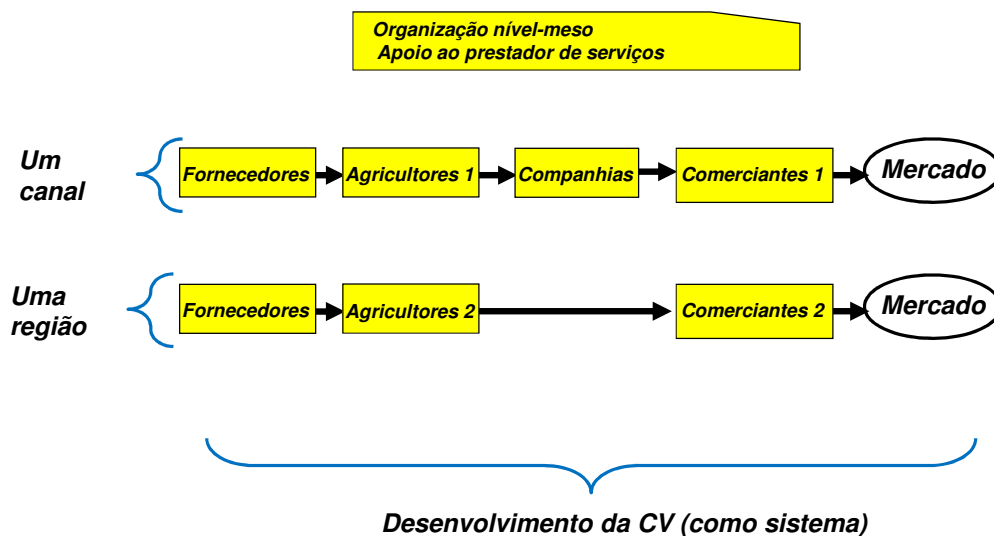 Organização nível-meso
Apoio ao prestador de serviços
Um
canal
Fornecedores
Agricultores 1
Companhias
Comerciantes 1
Mercado
Uma
região
Fornecedores
Agricultores 2
Comerciantes 2
Mercado
Desenvolvimento da CV (como sistema)